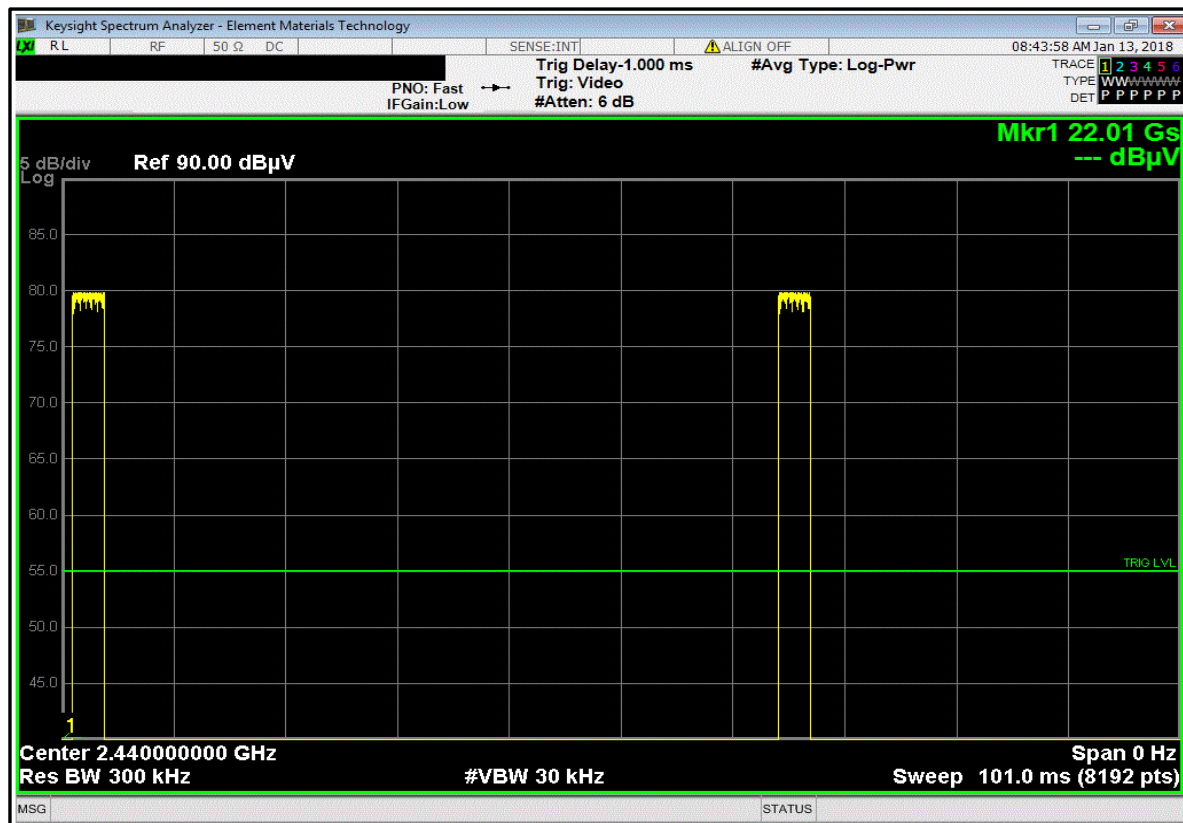 Keysight Spectrum Analyzer - Element Materials Technology
LXI RL RF 50 Ω DC SENSE:INT ALIGN OFF 08:43:58 AM Jan 13, 2018
Trig Delay-1.000 ms #Avg Type: Log-Pwr TRACE 1 2 3 4 5 6
PNO: Fast Trig: Video TYPE WWWWWW
IFGain:Low #Atten: 6 dB DET P P P P P P
Mkr1 22.01 Gs
--- dBµV
5 dB/div Ref 90.00 dBµV
Log
85.0
80.0
75.0
70.0
65.0
60.0
TRIG LVL
55.0
50.0
45.0
1
Center 2.440000000 GHz Span 0 Hz
Res BW 300 kHz #VBW 30 kHz Sweep 101.0 ms (8192 pts)
MSG STATUS